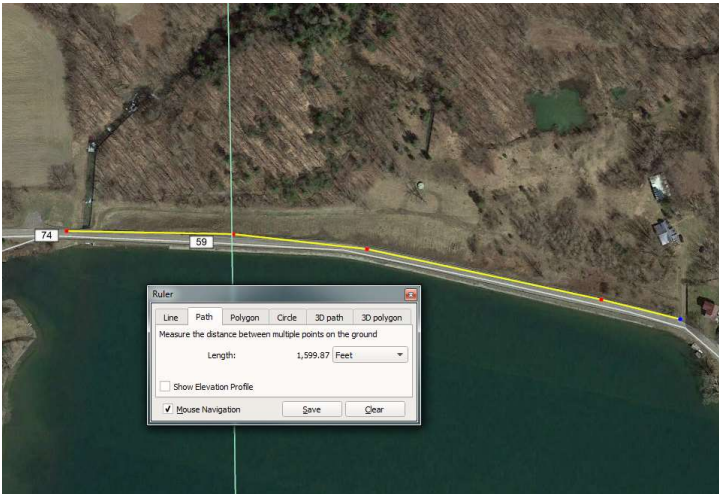 74
59
Ruler
Line Path Polygon Circle 3D path 3D polygon
Measure the distance between multiple points on the ground
Length: 1,599.87 Feet
Show Elevation Profile
Mouse Navigation Save Clear